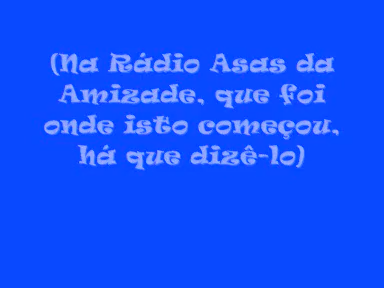 (Na Rádio Asas da
Amizade, que foi
onde isto começou,
há que dizê-lo)